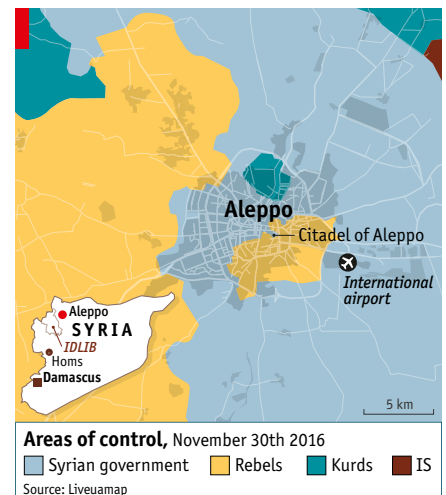 Aleppo
Citadel of Aleppo
International
airport
Aleppo
SYRIA
IDLIB
Homs
Damascus
5 km
Areas of control, November 30th 2016
Syrian government Rebels Kurds IS
Source: Liveuamap